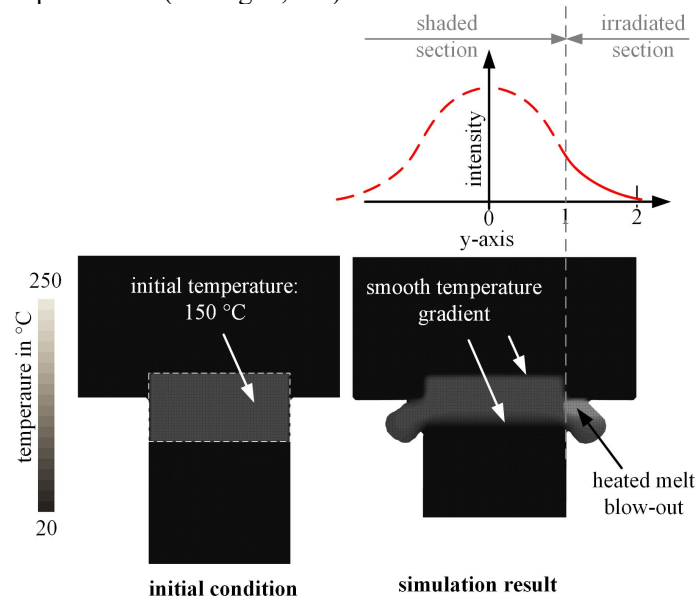 shaded
section
irradiated
section
intensity
0
1
2
y-axis
250
temperaure in °C
20
initial temperature:
150 °C
smooth temperature
gradient
heated melt
blow-out
initial condition
simulation result